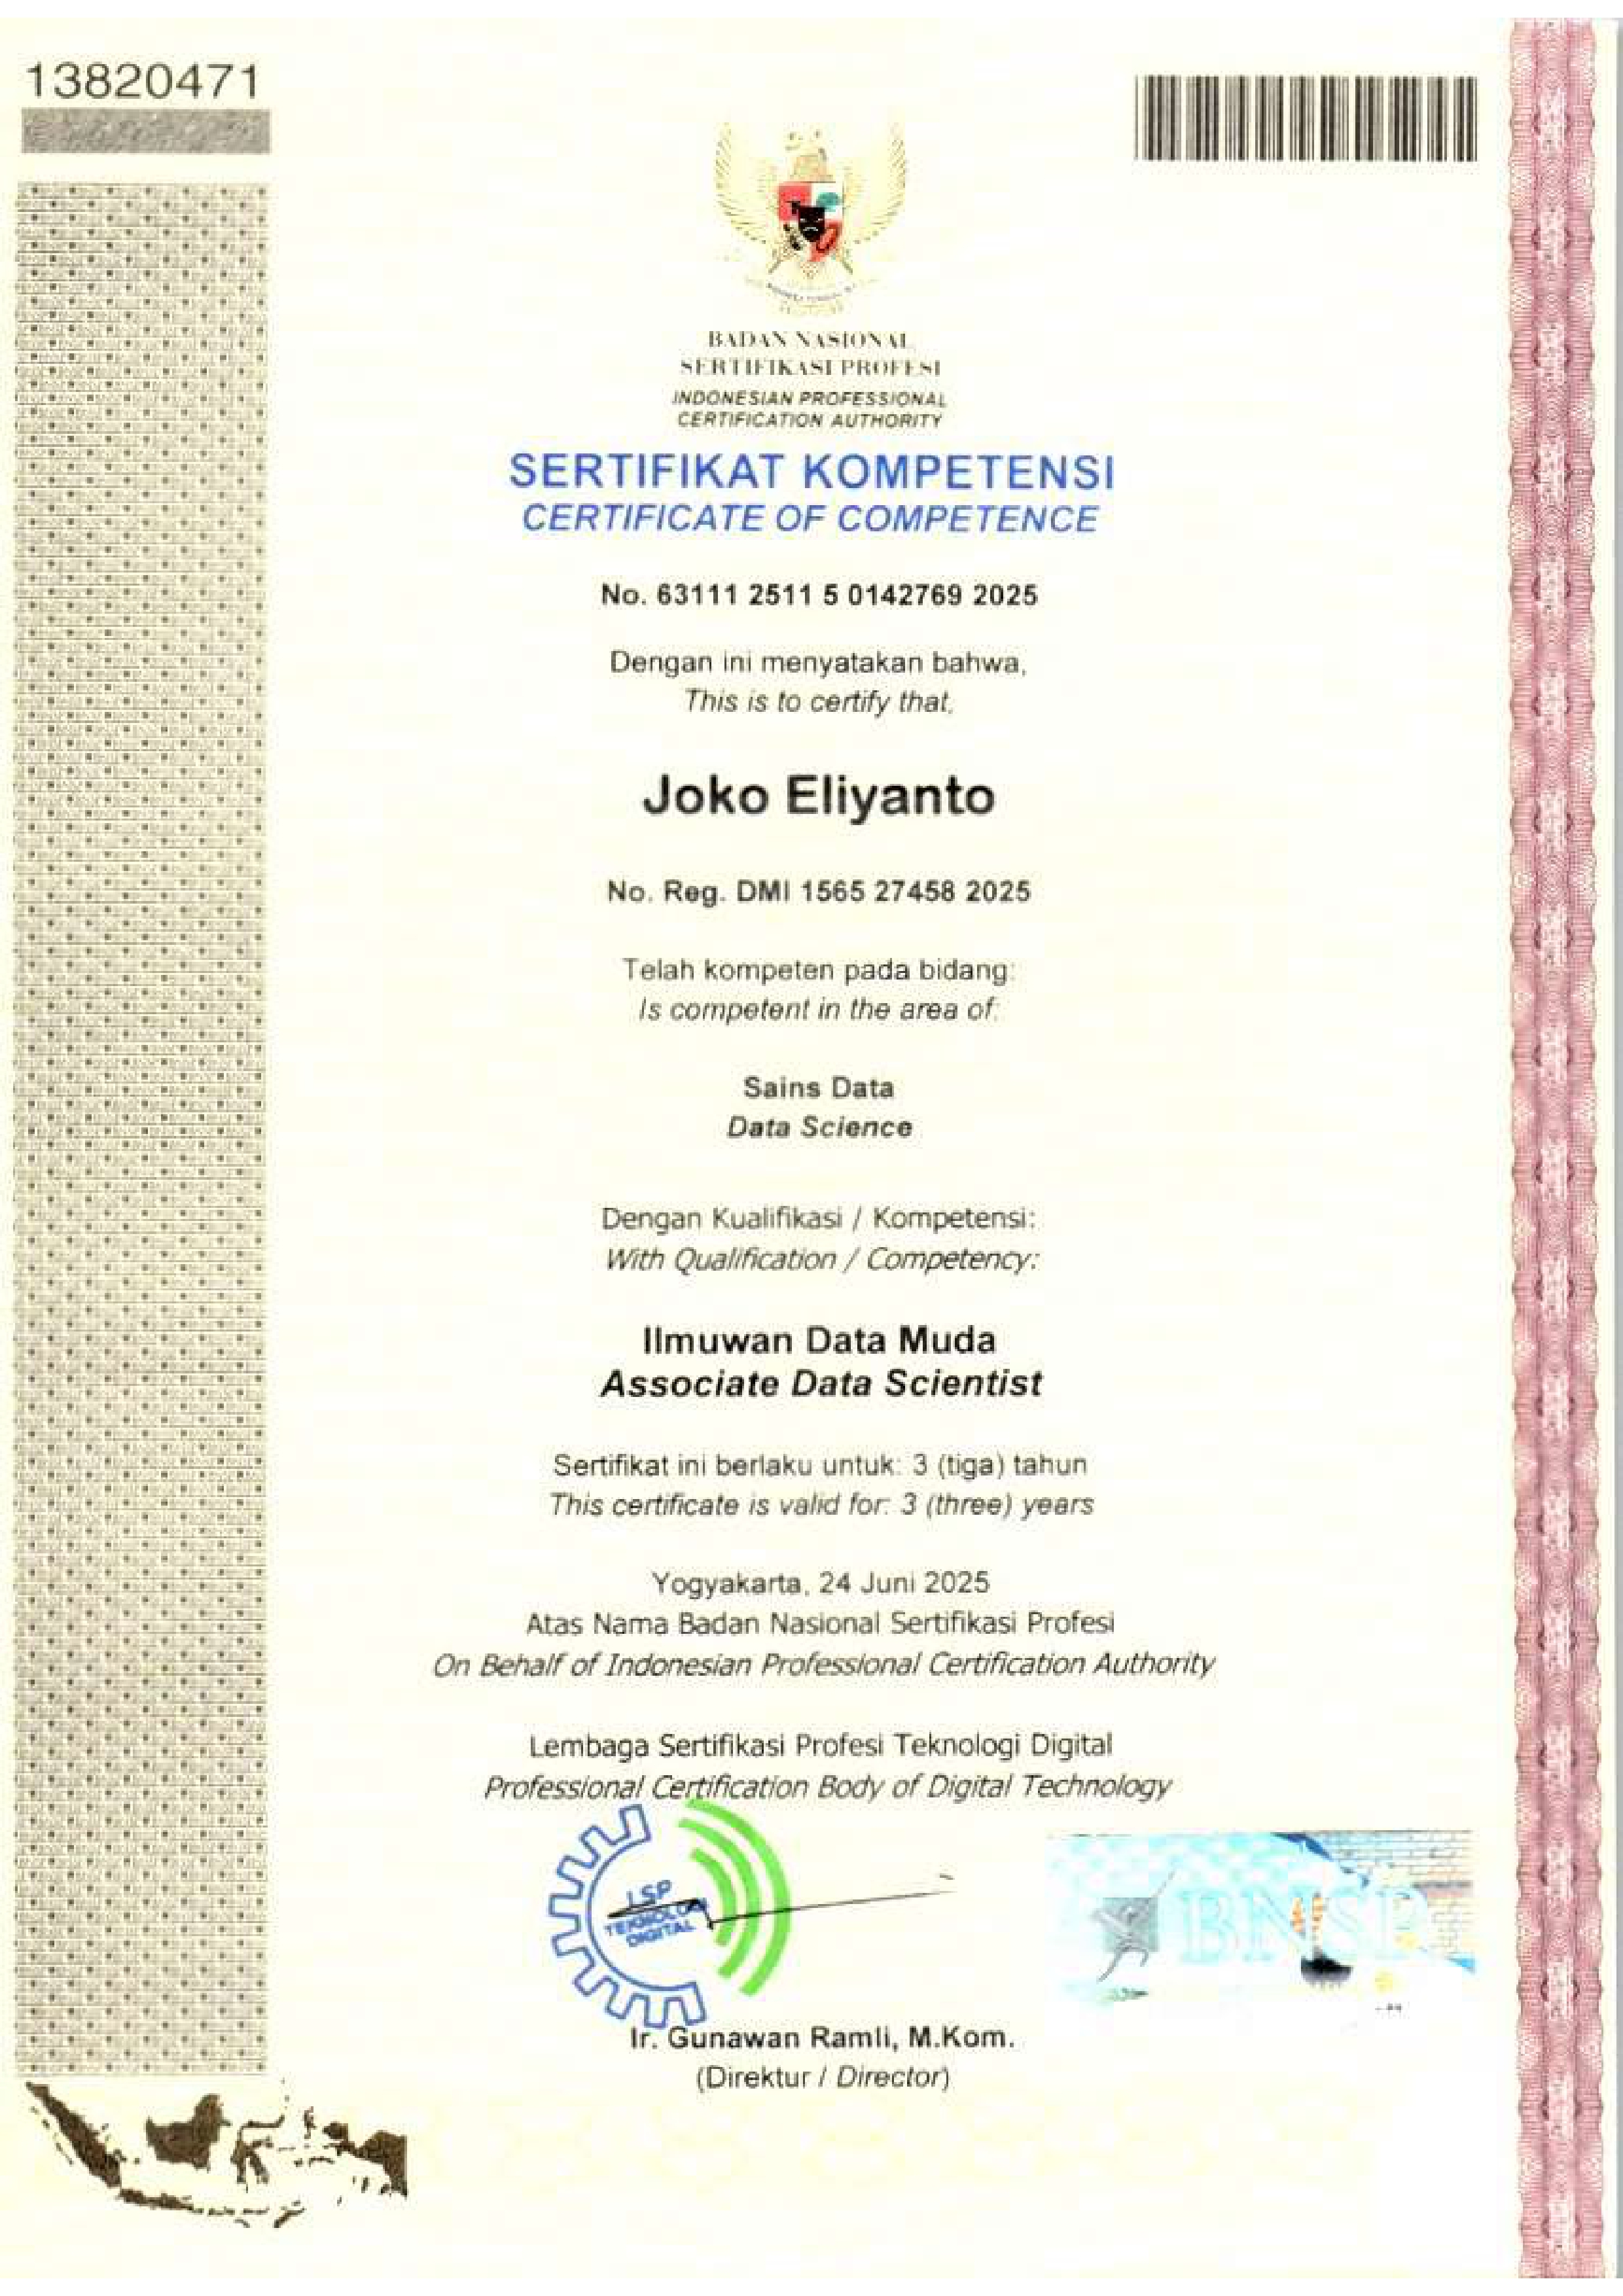 13820471
BADAN NASIONAL
SERTIFIKASI PROFESI
INDONESIAN PROFESSIONAL
CERTIFICATION AUTHORITY
SERTIFIKAT KOMPETENSI
CERTIFICATE OF COMPETENCE
No. 63111 2511 5 0142769 2025
Dengan ini menyatakan bahwa,
This is to certify that,
Joko Eliyanto
No. Reg. DMI 1565 27458 2025
Telah kompeten pada bidang:
Is competent in the area of:
Sains Data
Data Science
Dengan Kualifikasi / Kompetensi:
With Qualification / Competency:
Ilmuwan Data Muda
Associate Data Scientist
Sertifikat ini berlaku untuk: 3 (tiga) tahun
This certificate is valid for: 3 (three) years
Yogyakarta, 24 Juni 2025
Atas Nama Badan Nasional Sertifikasi Profesi
On Behalf of Indonesian Professional Certification Authority
Lembaga Sertifikasi Profesi Teknologi Digital
Professional Certification Body of Digital Technology
LSP
TEKNOLOGI
DIGITAL
BNSP
Ir. Gunawan Ramli, M.Kom.
(Direktur / Director)